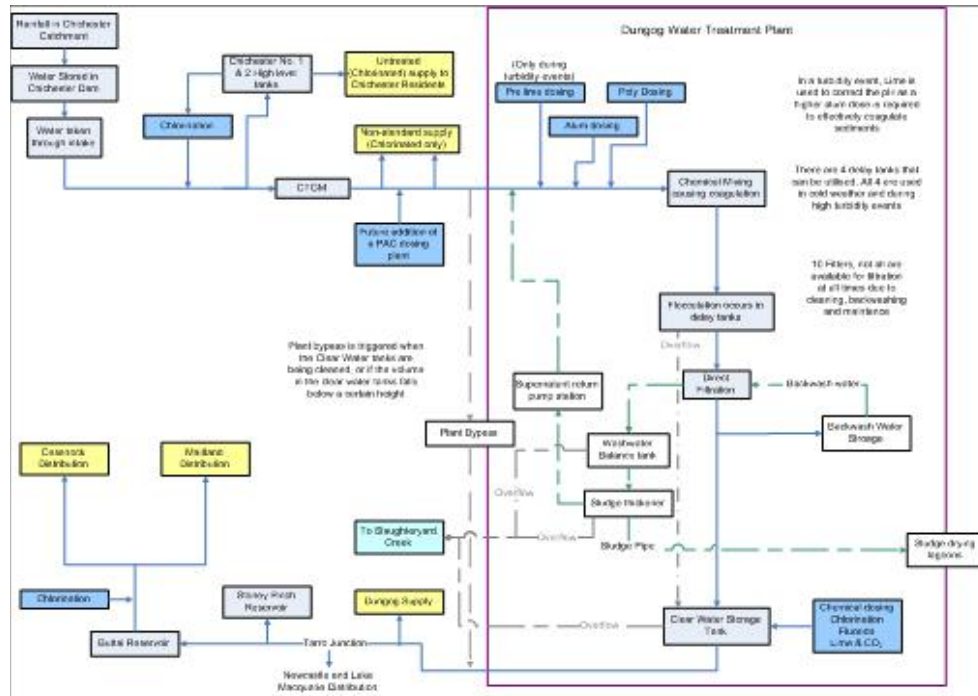 Rainfall in Chichester
Catchment
Water Stored in
Chichester Dam
Water taken
through intake
Chichester No. 1
& 2 High level
tanks
Untreated
(Chlorinated) supply to
Chichester Residents
Chlorination
Non-standard supply
(Chlorinated only)
CTGM
Future addition of
a PAC dosing
plant
Dungog Water Treatment Plant
(Only during
turbidity events)
Pre lime dosing
Poly Dosing
Alum dosing
In a turbidity event, Lime is
used to correct the pH as a
higher alum dose is required
to effectively coagulate
sediments
Chemical Mixing
causing coagulation
There are 4 delay tanks that
can be utilised. All 4 are used
in cold weather and during
high turbidity events
10 Filters, not all are
available for filtration
at all times due to
cleaning, backwashing
and maintance
Flocculation occurs in
delay tanks
Overflow
Plant bypass is triggered when
the Clear Water tanks are
being cleaned, or if the volume
in the clear water tanks falls
below a certain height
Supernatant return
pump station
Direct
Filtration
Backwash water
Backwash Water
Storage
Plant Bypass
Washwater
Balance tank
Cessnock
Distribution
Maitland
Distribution
Overflow
Sludge thickener
To Slaughteryard
Creek
Overflow
Sludge Pipe
Sludge drying
lagoons
Chlorination
Stoney Pinch
Reservoir
Dungog Supply
Overflow
Clear Water Storage
Tank
Chemical dosing
Chlorination
Fluoride
Lime & CO₂
Buttai Reservoir
Tarro Junction
Newcastle and Lake
Macquarie Distribution